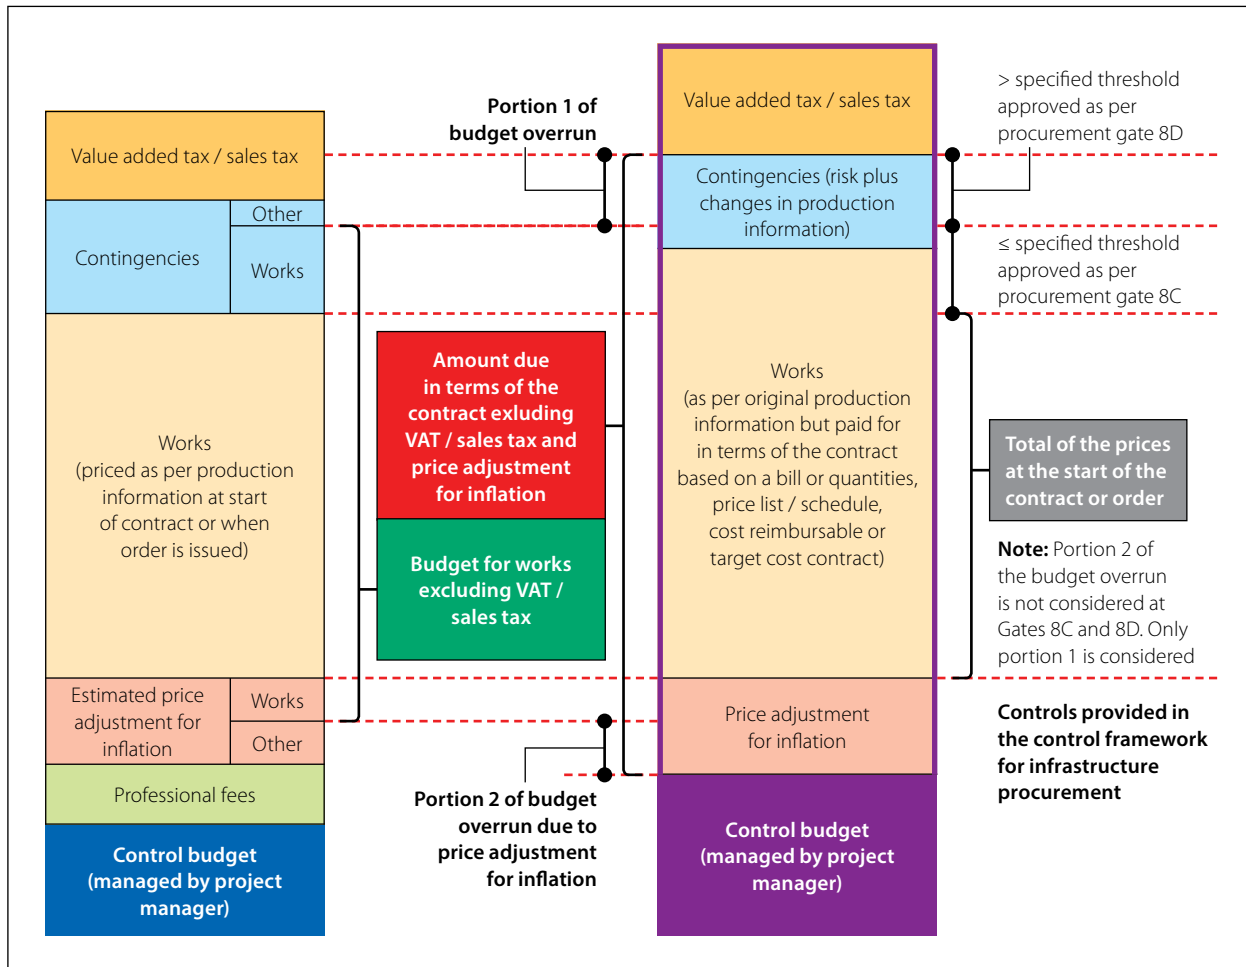 Value added tax / sales tax
Contingencies
Other
Works
Works
(priced as per production
information at start
of contract or when
order is issued)
Estimated price
adjustment for
inflation
Works
Other
Professional fees
Control budget
(managed by project
manager)
Portion 1 of
budget overrun
Amount due
in terms of the
contract exluding
VAT / sales tax and
price adjustment
for inflation
Budget for works
excluding VAT /
sales tax
Portion 2 of budget
overrun due to
price adjustment
for inflation
Value added tax / sales tax
Contingencies (risk plus
changes in production
information)
Works
(as per original production
information but paid for
in terms of the contract
based on a bill or quantities,
price list / schedule,
cost reimbursable or
target cost contract)
Price adjustment
for inflation
Control budget
(managed by project
manager)
> specified threshold
approved as per
procurement gate 8D
≤ specified threshold
approved as per
procurement gate 8C
Total of the prices
at the start of the
contract or order
Note: Portion 2 of
the budget overrun
is not considered at
Gates 8C and 8D. Only
portion 1 is considered
Controls provided in
the control framework
for infrastructure
procurement